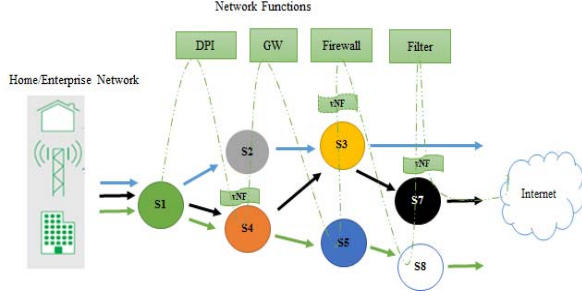 Network Functions
DPI
GW
Firewall
Filter
Home/Enterprise Network
vNF
S2
S3
vNF
vNF
S1
S4
S7
Internet
S5
S8